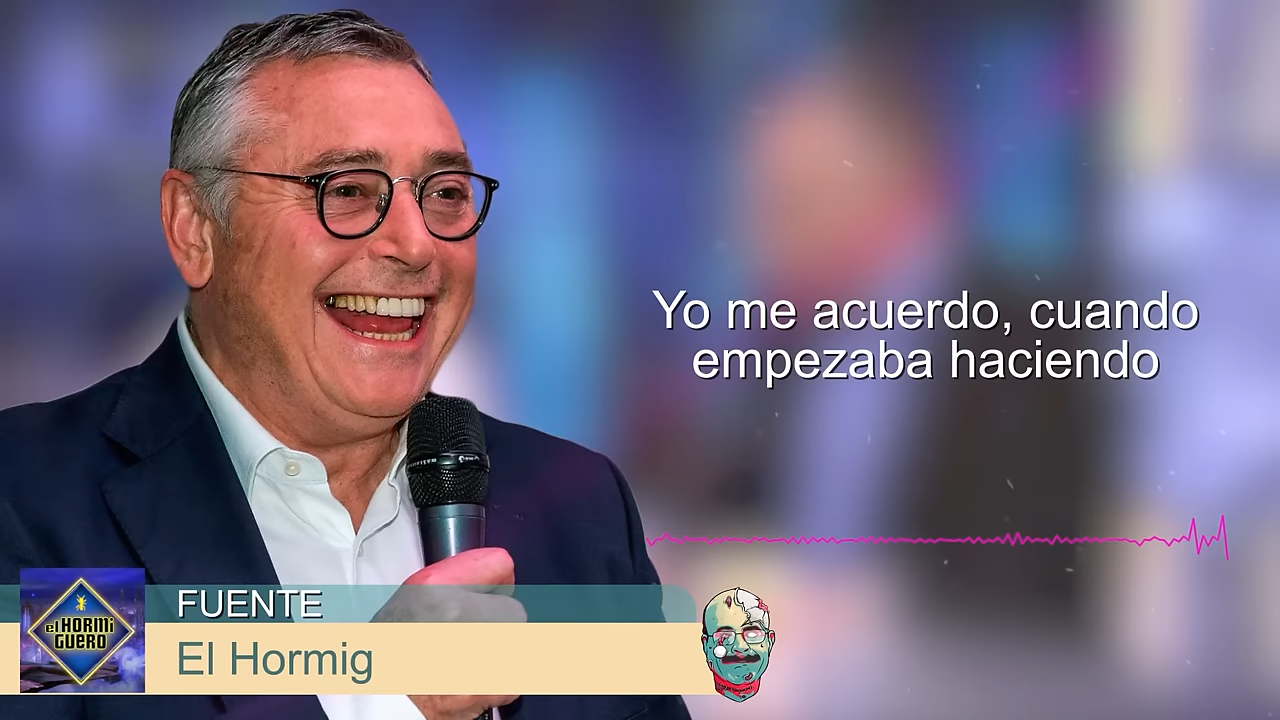 Yo me acuerdo, cuando
empezaba haciendo
FUENTE
El Hormig
el HORMi
GUERO